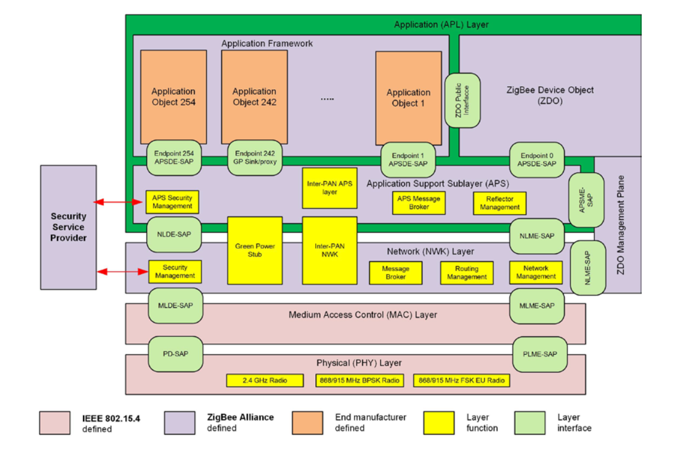 Application (APL) Layer
Application Framework
Application
Object 254
Application
Object 242
.....
Application
Object 1
ZDO Public
Interfacce
ZigBee Device Object
(ZDO)
Endpoint 254
APSDE-SAP
Endpoint 242
GP Sink/proxy
Endpoint 1
APSDE-SAP
Endpoint 0
APSDE-SAP
Security
Service
Provider
APS Security
Management
Inter-PAN APS
layer
Application Support Sublayer (APS)
APS Message
Broker
Reflector
Management
APSME-
SAP
ZDO Management Plane
NLDE-SAP
NLME-SAP
Green Power
Stub
Inter-PAN
NWK
Network (NWK) Layer
Security
Management
Message
Broker
Routing
Management
Network
Management
NLME-SAP
MLDE-SAP
MLME-SAP
Medium Access Control (MAC) Layer
PD-SAP
PLME-SAP
Physical (PHY) Layer
2.4 GHz Radio
868/915 MHz BPSK Radio
868/915 MHz FSK EU Radio
IEEE 802.15.4
defined
ZigBee Alliance
defined
End manufacturer
defined
Layer
function
Layer
interface